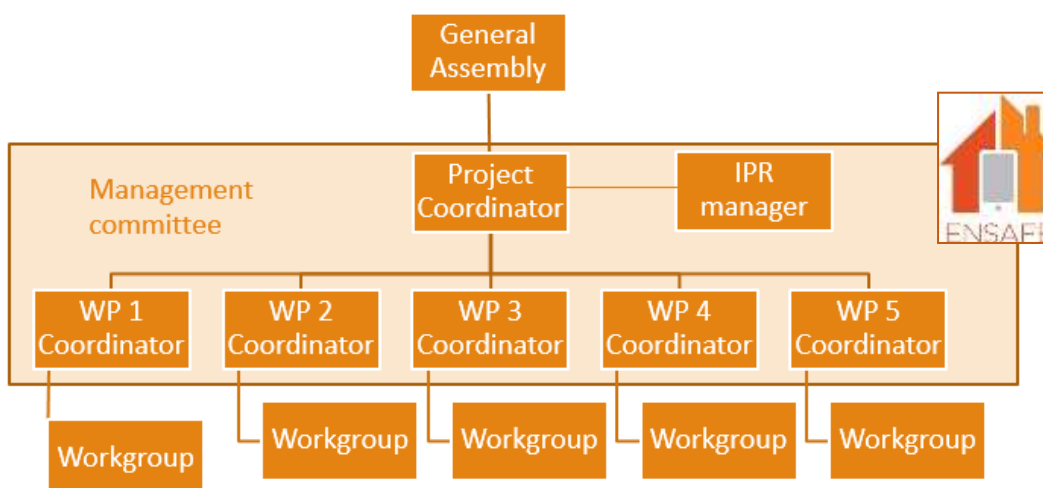 General
Assembly
Management
committee
Project
Coordinator
IPR
manager
ENSAFE
WP 1
Coordinator
WP 2
Coordinator
WP 3
Coordinator
WP 4
Coordinator
WP 5
Coordinator
Workgroup
Workgroup
Workgroup
Workgroup
Workgroup